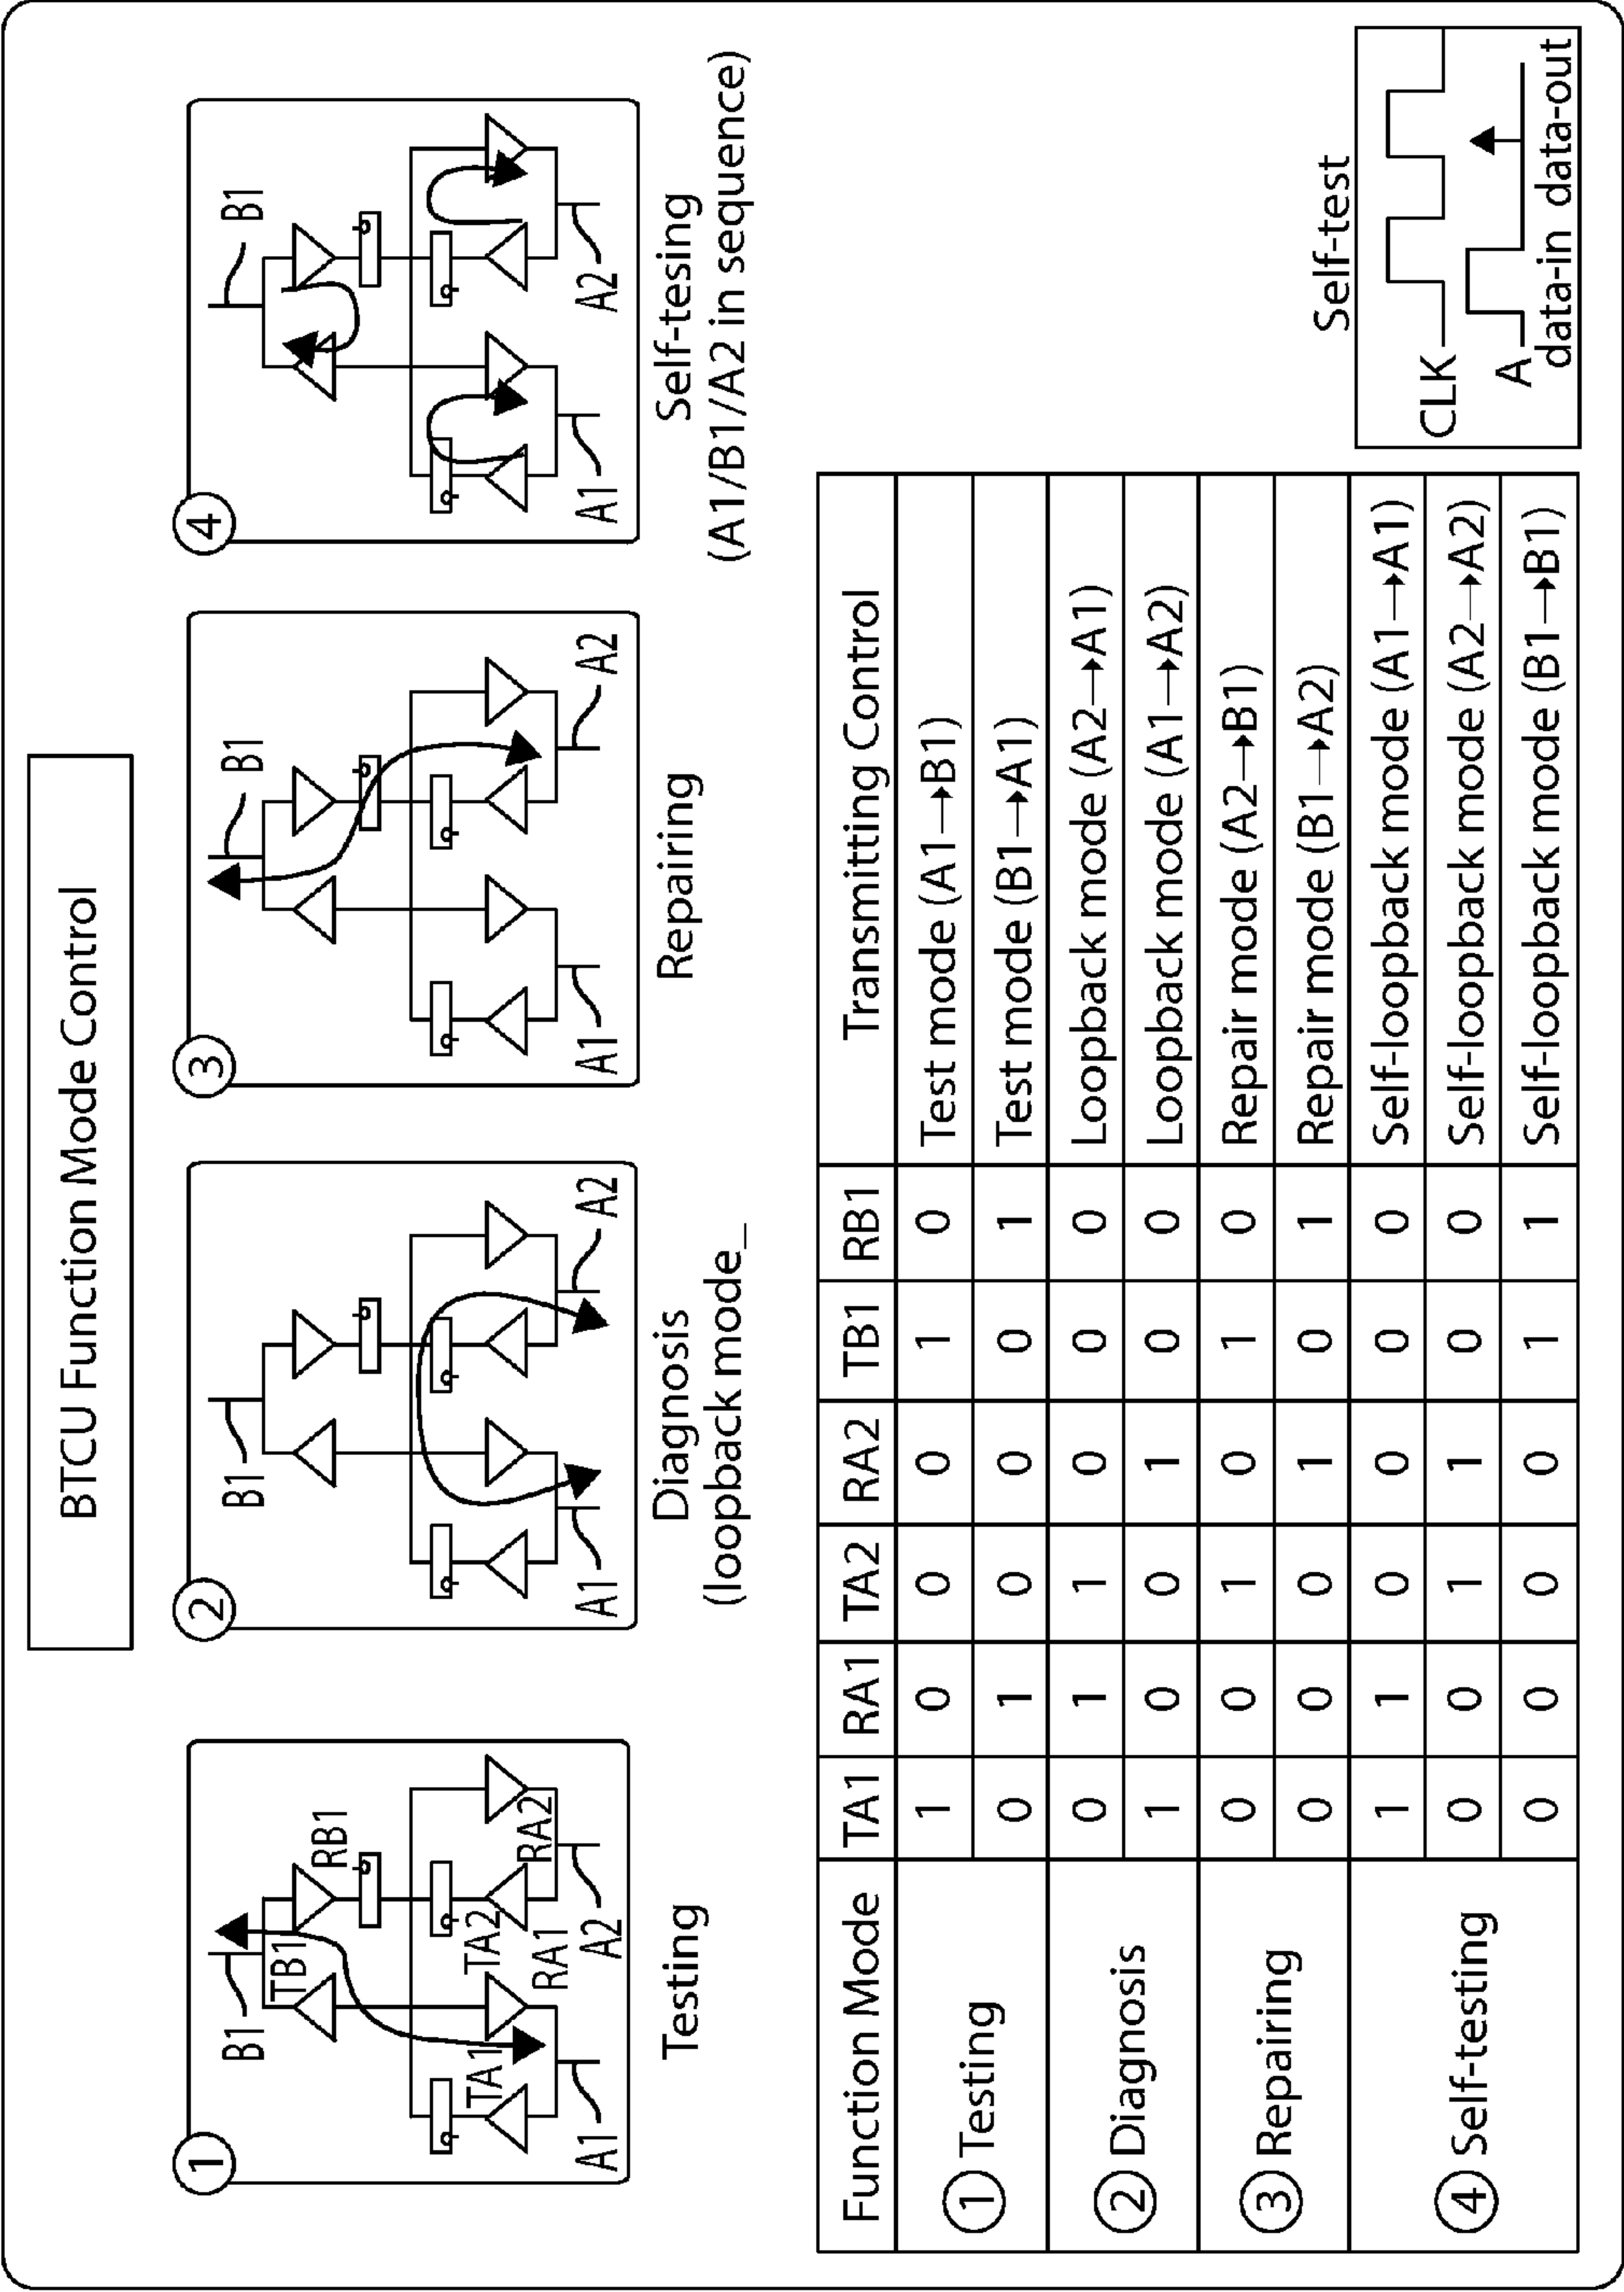 BTCU Function Mode Control
1
B1
TB1
RB1
TA1
TA2
RA1
RA2
A1
A2
Testing
2
B1
A1
A2
Diagnosis
(loopback mode_
3
B1
A1
A2
Repairing
4
B1
A1
A2
Self-tesing
(A1/B1/A2 in sequence)
Function Mode TA1 RA1 TA2 RA2 TB1 RB1 Transmitting Control
1 Testing 1 0 0 0 1 0 Test mode (A1→B1)
0 1 0 0 0 1 Test mode (B1→A1)
2 Diagnosis 0 1 1 0 0 0 Loopback mode (A2→A1)
1 0 0 1 0 0 Loopback mode (A1→A2)
3 Repairing 0 0 1 0 1 0 Repair mode (A2→B1)
0 0 0 1 0 1 Repair mode (B1→A2)
4 Self-testing 1 1 0 0 0 0 Self-loopback mode (A1→A1)
0 0 1 1 0 0 Self-loopback mode (A2→A2)
0 0 0 0 1 1 Self-loopback mode (B1→B1)
Self-test
CLK
A
data-in data-out